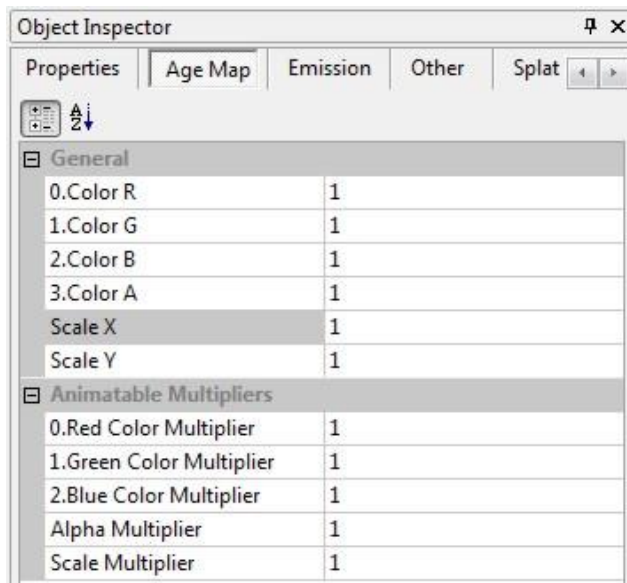 Object Inspector
Properties Age Map Emission Other Splat
General
0.Color R 1
1.Color G 1
2.Color B 1
3.Color A 1
Scale X 1
Scale Y 1
Animatable Multipliers
0.Red Color Multiplier 1
1.Green Color Multiplier 1
2.Blue Color Multiplier 1
Alpha Multiplier 1
Scale Multiplier 1